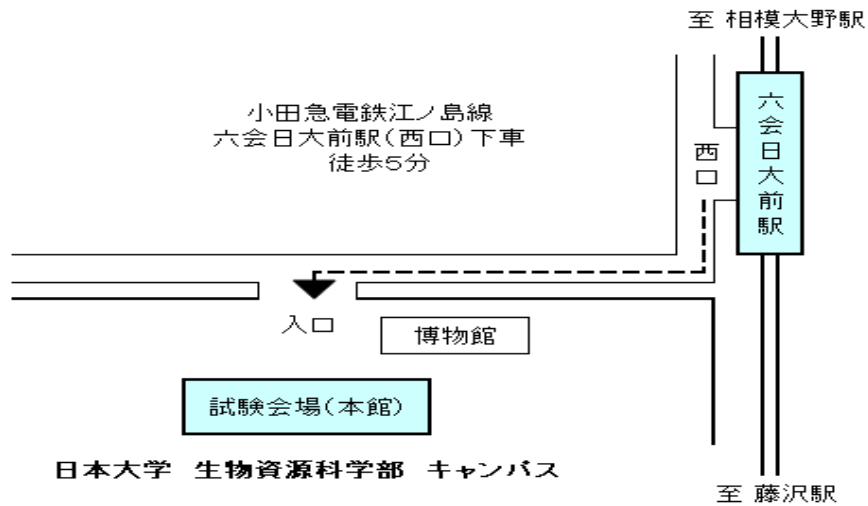 至 相模大野駅
小田急電鉄江ノ島線
六会日大前駅(西口)下車
徒歩5分
西口
六会日大前駅
入口
博物館
試験会場(本館)
日本大学 生物資源科学部 キャンパス
至 藤沢駅